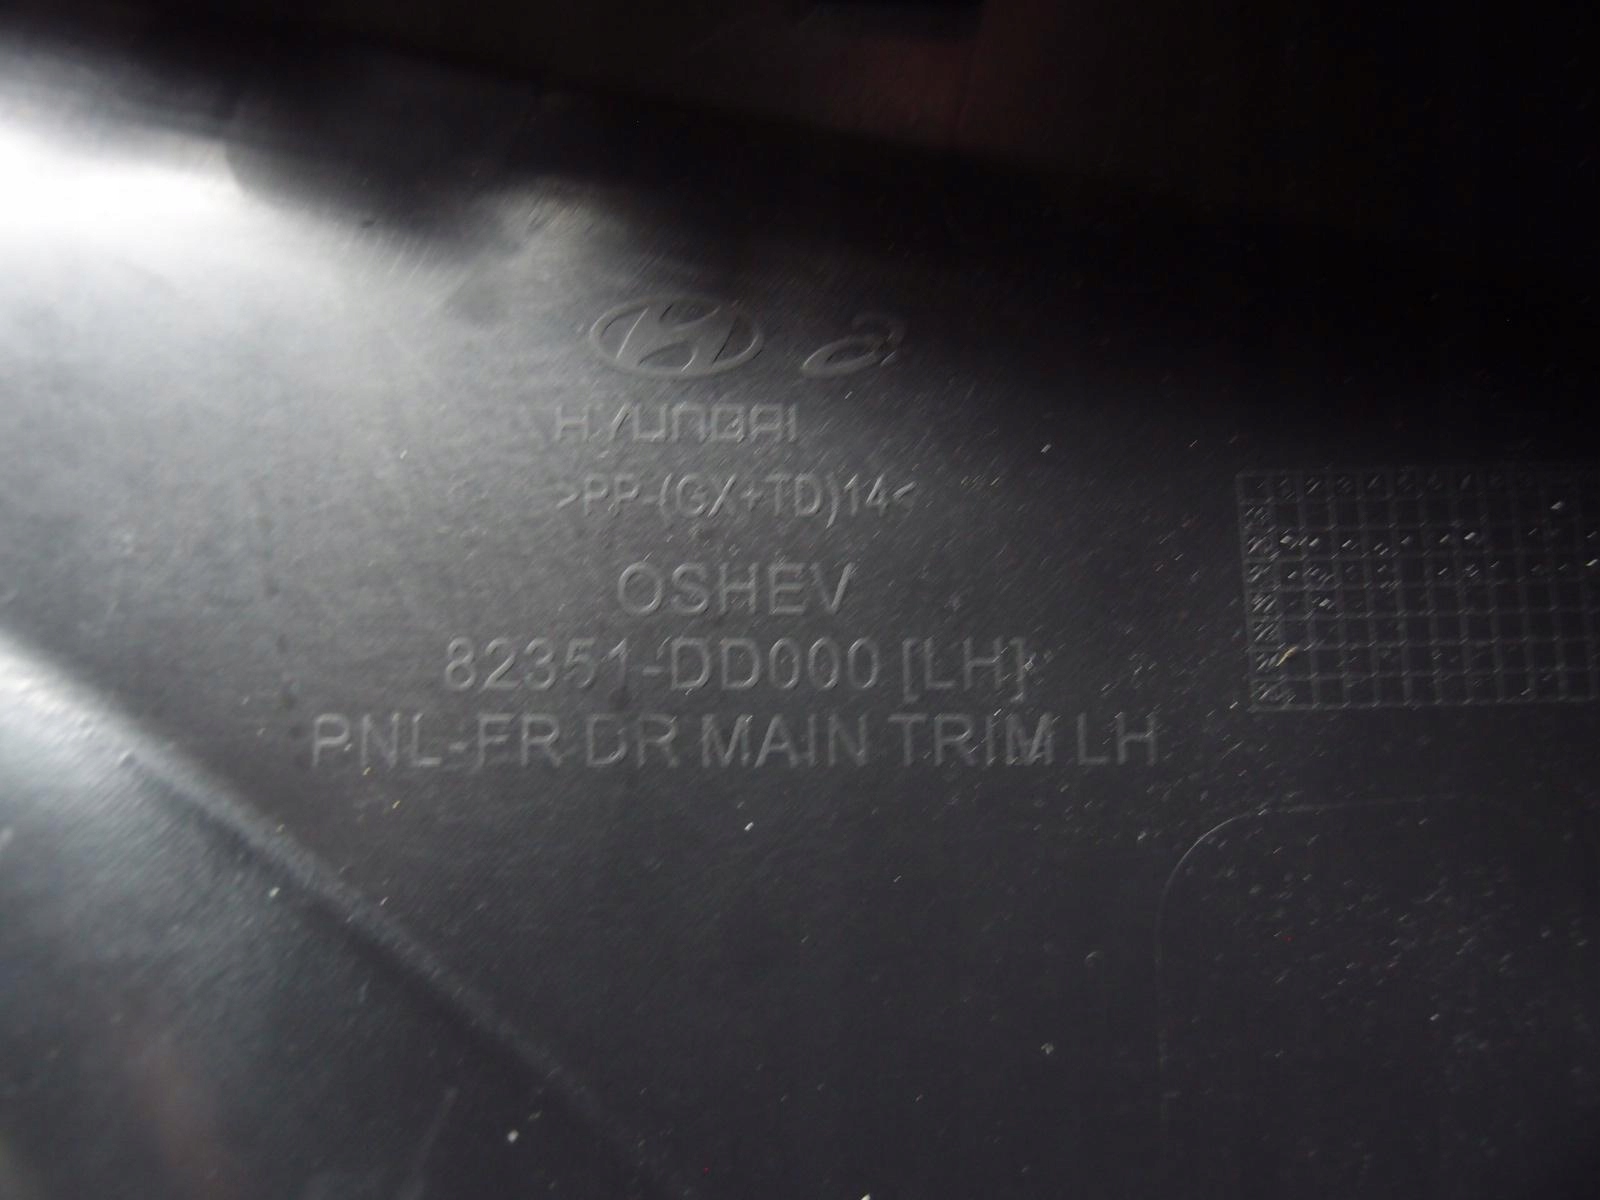 HYUNDAI
>PP-(GX+TD)14<
OSHEV
82351-DD000 [LH]
PNL-FR DR MAIN TRIM LH